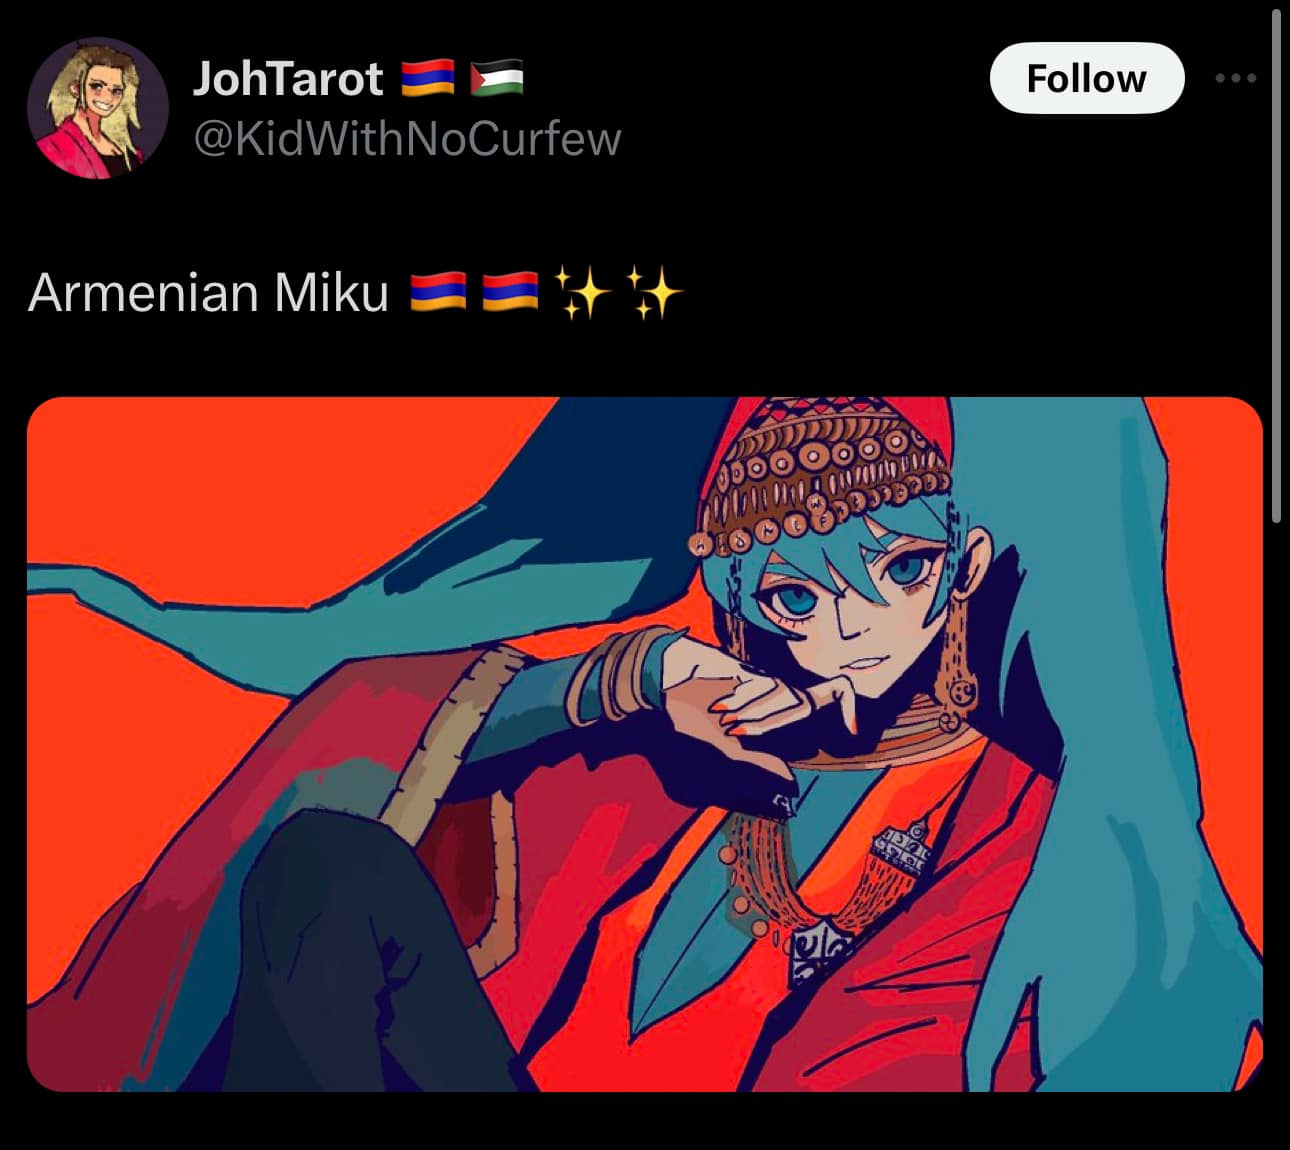 JohTarot 🇦🇲 🇵🇸
Follow
@KidWithNoCurfew
Armenian Miku 🇦🇲 🇦🇲 ✨ ✨